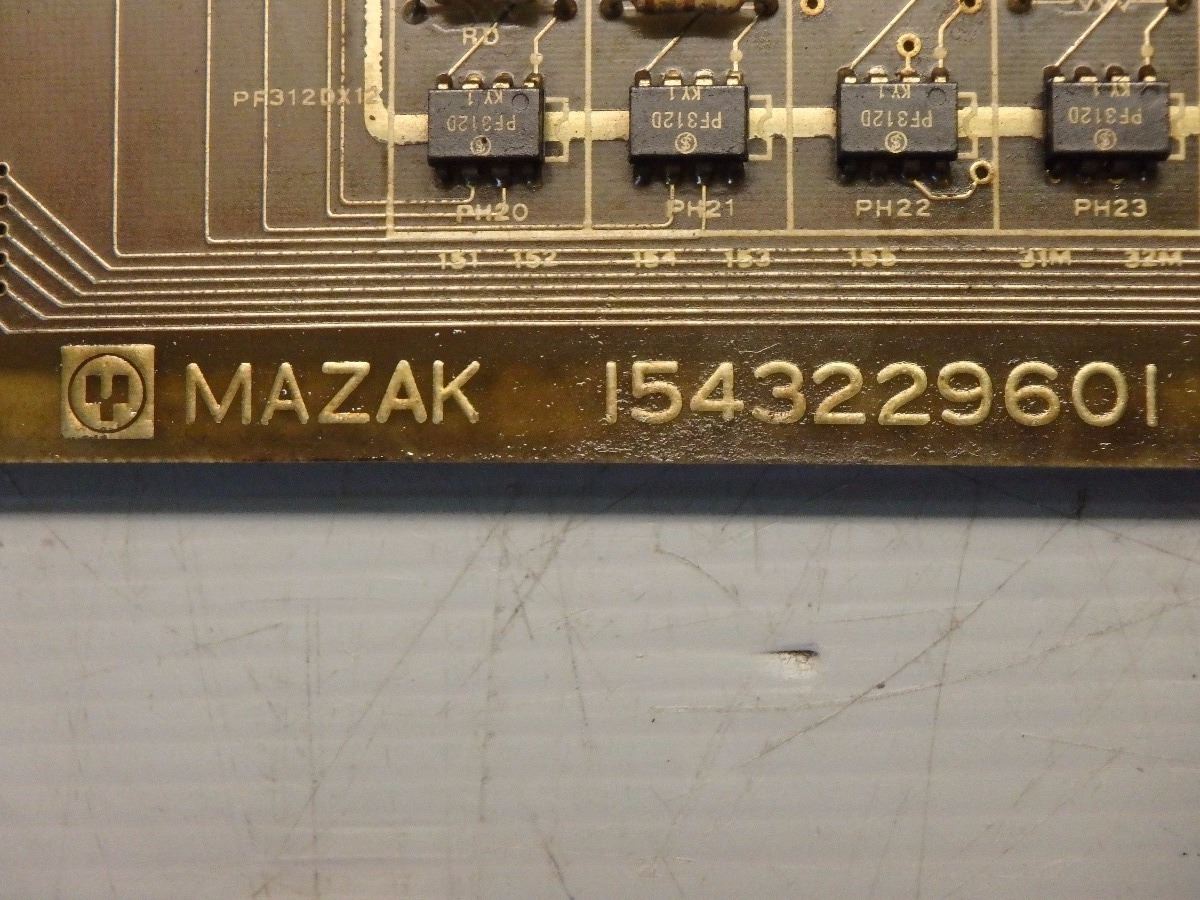 RD
PF312DX12
KY1 KY1 KY1 KY1
PF312D PF312D PF312D PF312D
PH20 PH21 PH22 PH23
151 152 154 153 155 31M 32M
MAZAK 1543229601